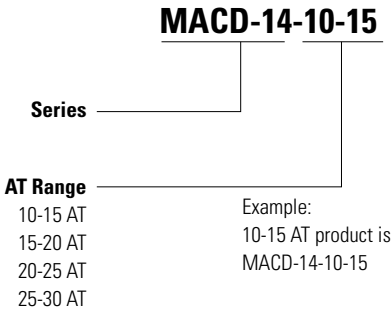 MACD-14-10-15
Series
AT Range
10-15 AT
15-20 AT
20-25 AT
25-30 AT
Example:
10-15 AT product is
MACD-14-10-15